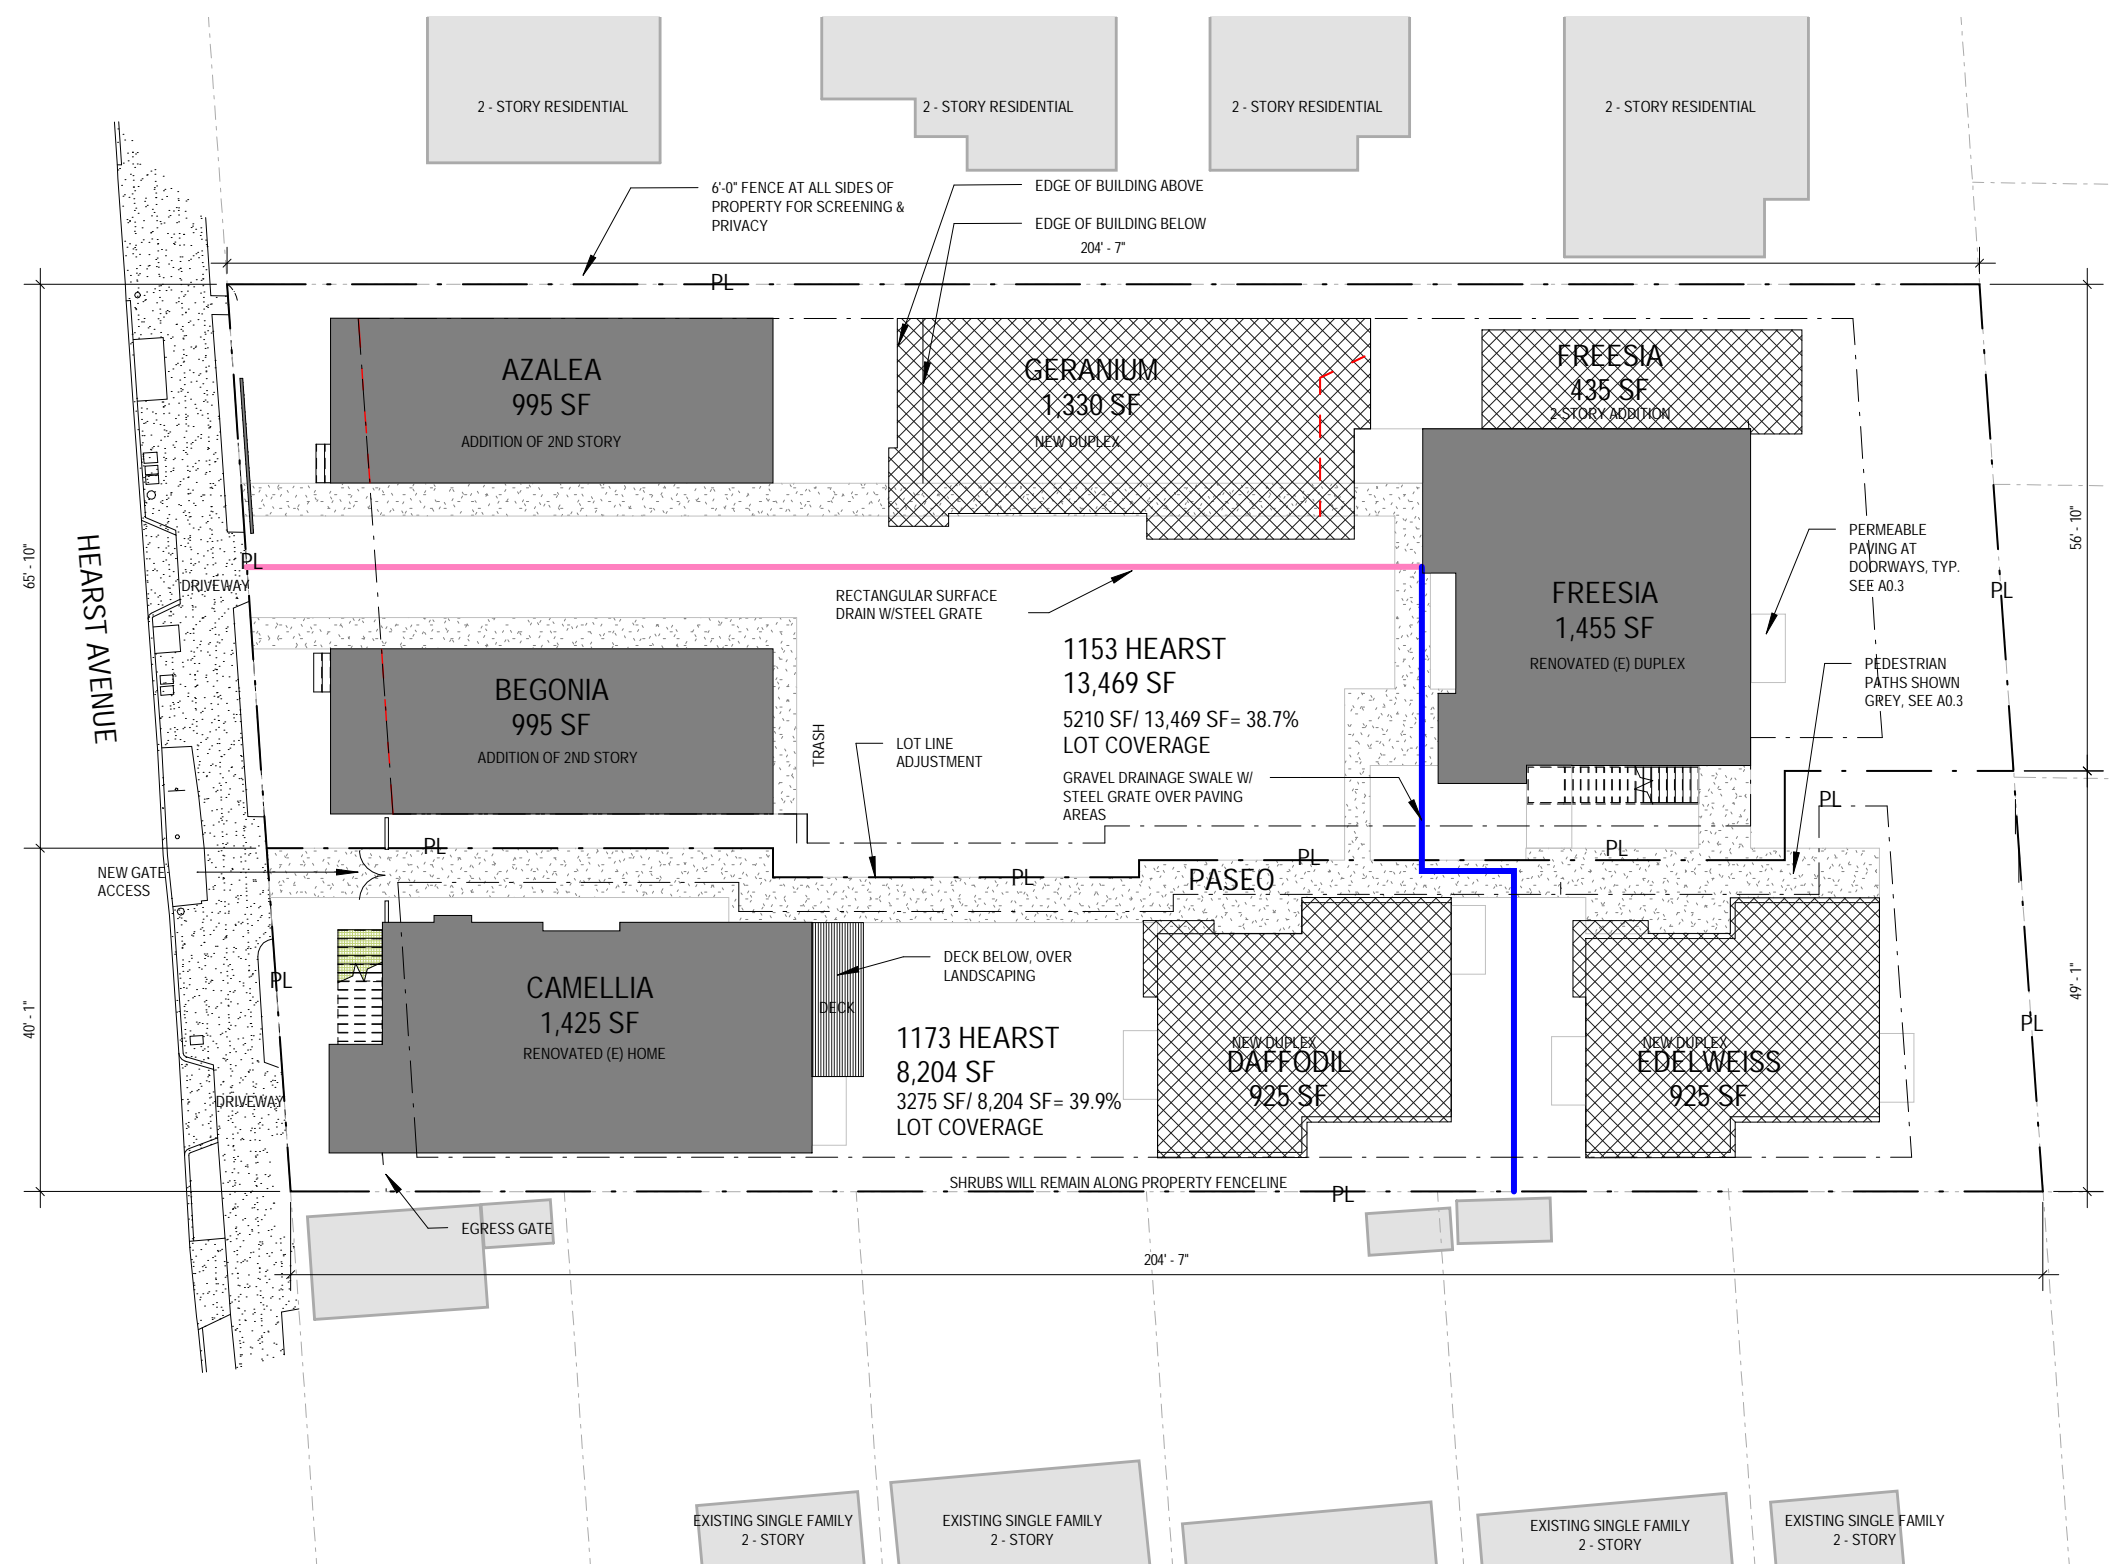 2 - STORY RESIDENTIAL
2 - STORY RESIDENTIAL
2 - STORY RESIDENTIAL
2 - STORY RESIDENTIAL
6'-0" FENCE AT ALL SIDES OF
PROPERTY FOR SCREENING &
PRIVACY
EDGE OF BUILDING ABOVE
EDGE OF BUILDING BELOW
204' - 7"
PL
AZALEA
995 SF
ADDITION OF 2ND STORY
GERANIUM
1,330 SF
NEW DUPLEX
FREESIA
435 SF
2-STORY ADDITION
65' - 10"
HEARST AVENUE
PL
DRIVEWAY
RECTANGULAR SURFACE
DRAIN W/STEEL GRATE
FREESIA
1,455 SF
RENOVATED (E) DUPLEX
PERMEABLE
PAVING AT
DOORWAYS, TYP.
SEE A0.3
56' - 10"
PL
1153 HEARST
13,469 SF
5210 SF/ 13,469 SF= 38.7%
LOT COVERAGE
PEDESTRIAN
PATHS SHOWN
GREY, SEE A0.3
BEGONIA
995 SF
ADDITION OF 2ND STORY
TRASH
LOT LINE
ADJUSTMENT
GRAVEL DRAINAGE SWALE W/
STEEL GRATE OVER PAVING
AREAS
PL
PL
PL
PL
PL
PASEO
NEW GATE
ACCESS
40' - 1"
PL
CAMELLIA
1,425 SF
RENOVATED (E) HOME
DECK BELOW, OVER
LANDSCAPING
DECK
1173 HEARST
8,204 SF
3275 SF/ 8,204 SF= 39.9%
LOT COVERAGE
NEW DUPLEX
DAFFODIL
925 SF
NEW DUPLEX
EDELWEISS
925 SF
49' - 1"
PL
DRIVEWAY
SHRUBS WILL REMAIN ALONG PROPERTY FENCELINE
PL
EGRESS GATE
204' - 7"
EXISTING SINGLE FAMILY
2 - STORY
EXISTING SINGLE FAMILY
2 - STORY
EXISTING SINGLE FAMILY
2 - STORY
EXISTING SINGLE FAMILY
2 - STORY